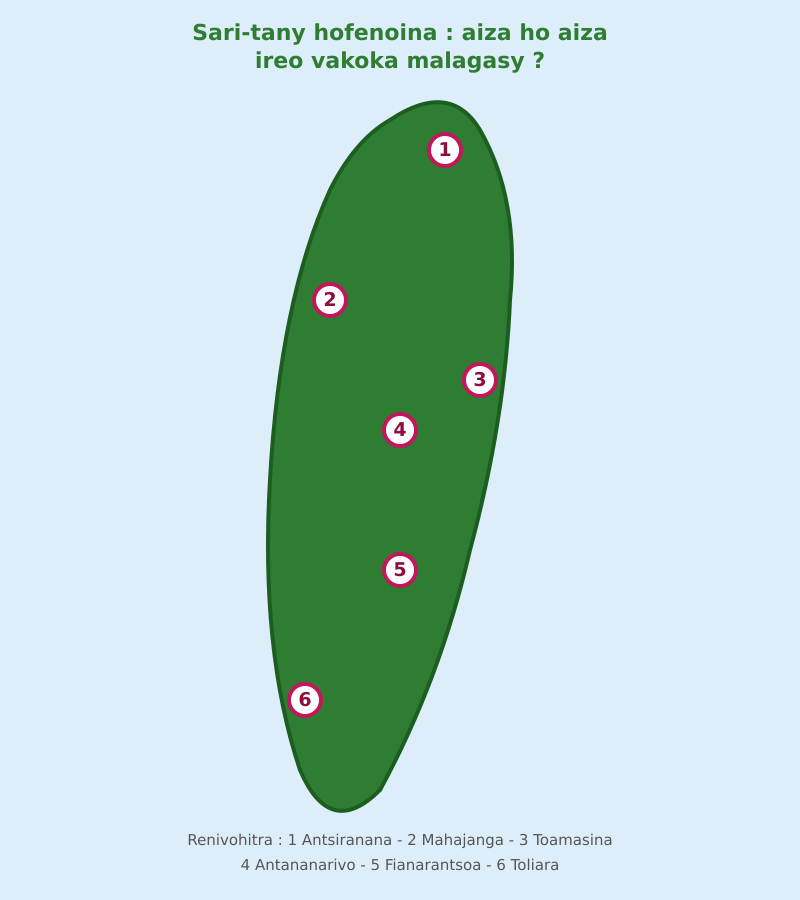 Sari-tany hofenoina : aiza ho aiza
ireo vakoka malagasy ?
1
2
3
4
5
6
Renivohitra : 1 Antsiranana - 2 Mahajanga - 3 Toamasina
4 Antananarivo - 5 Fianarantsoa - 6 Toliara